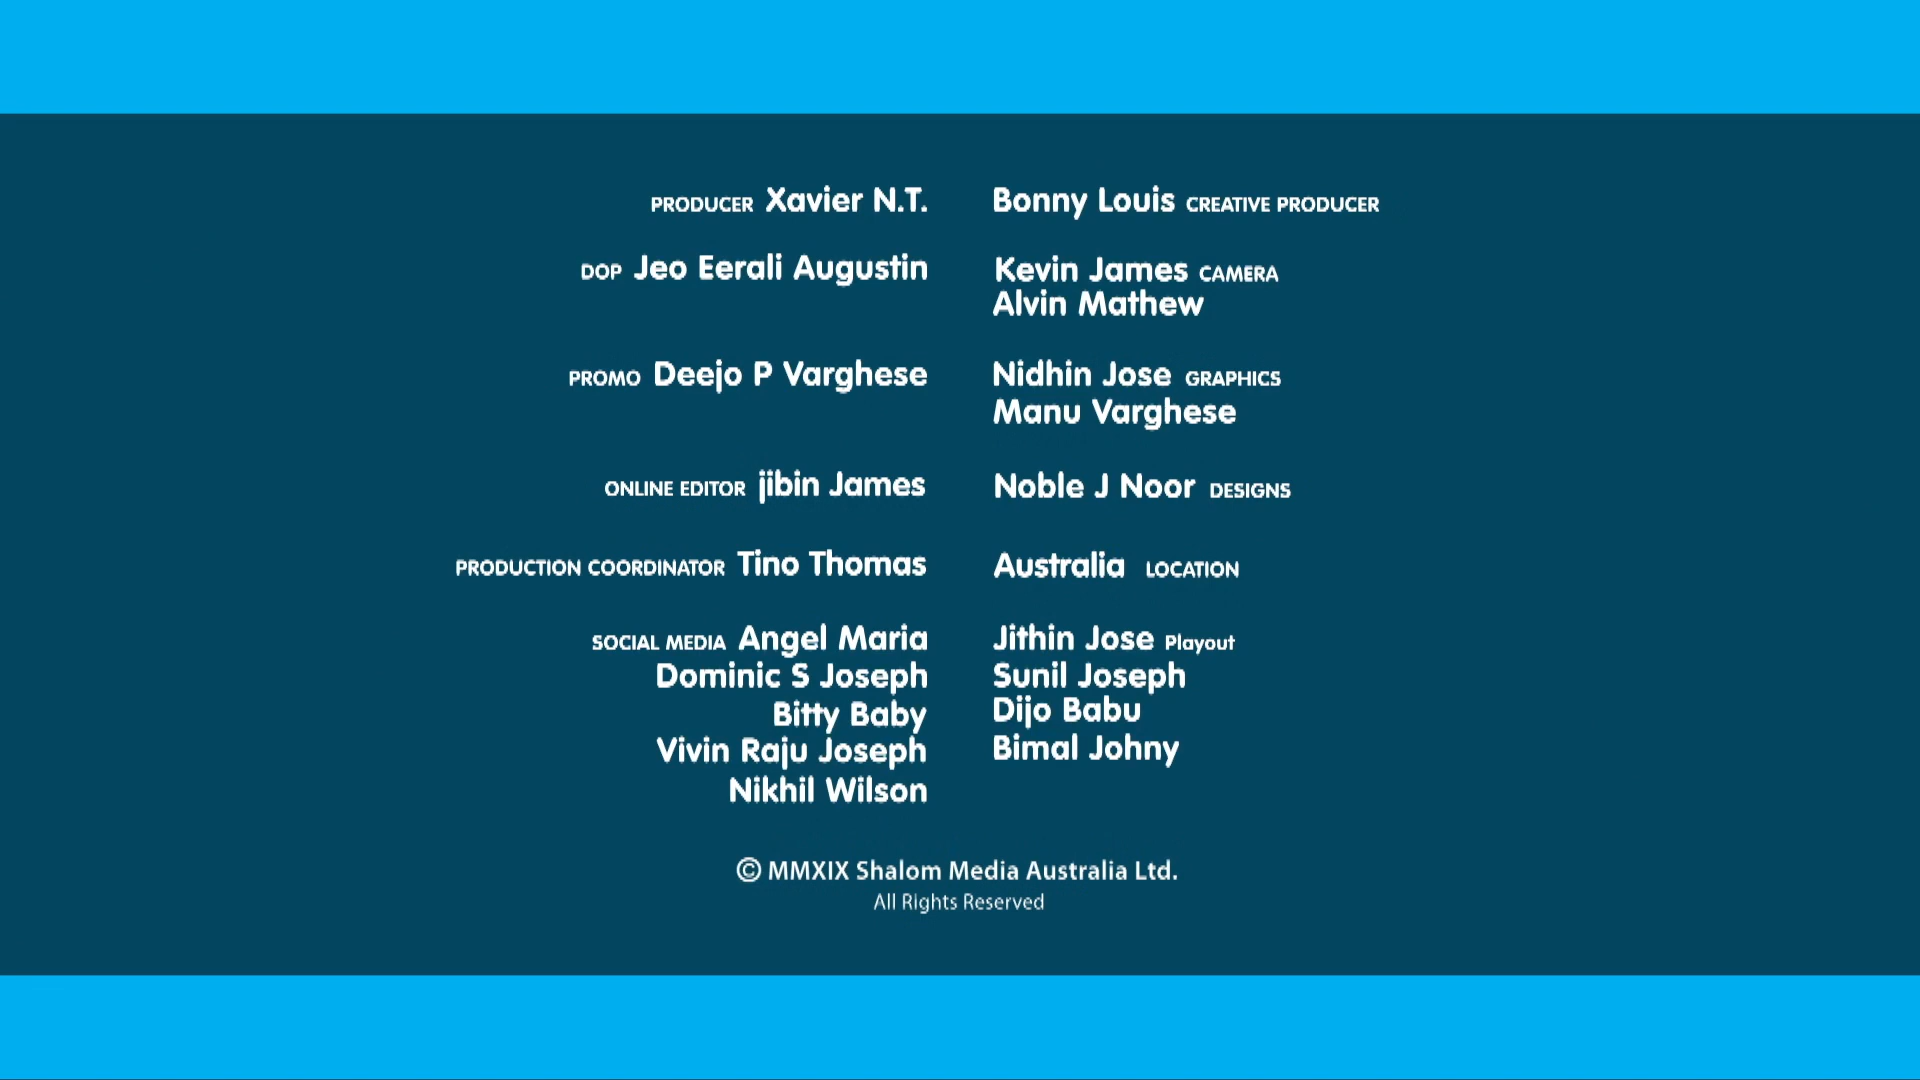 PRODUCER Xavier N.T.
Bonny Louis CREATIVE PRODUCER
DOP Jeo Eerali Augustin
Kevin James CAMERA
Alvin Mathew
PROMO Deejo P Varghese
Nidhin Jose GRAPHICS
Manu Varghese
ONLINE EDITOR jibin James
Noble J Noor DESIGNS
PRODUCTION COORDINATOR Tino Thomas
Australia LOCATION
SOCIAL MEDIA Angel Maria
Dominic S Joseph
Bitty Baby
Vivin Raju Joseph
Nikhil Wilson
Jithin Jose Playout
Sunil Joseph
Dijo Babu
Bimal Johny
© MMXIX Shalom Media Australia Ltd.
All Rights Reserved